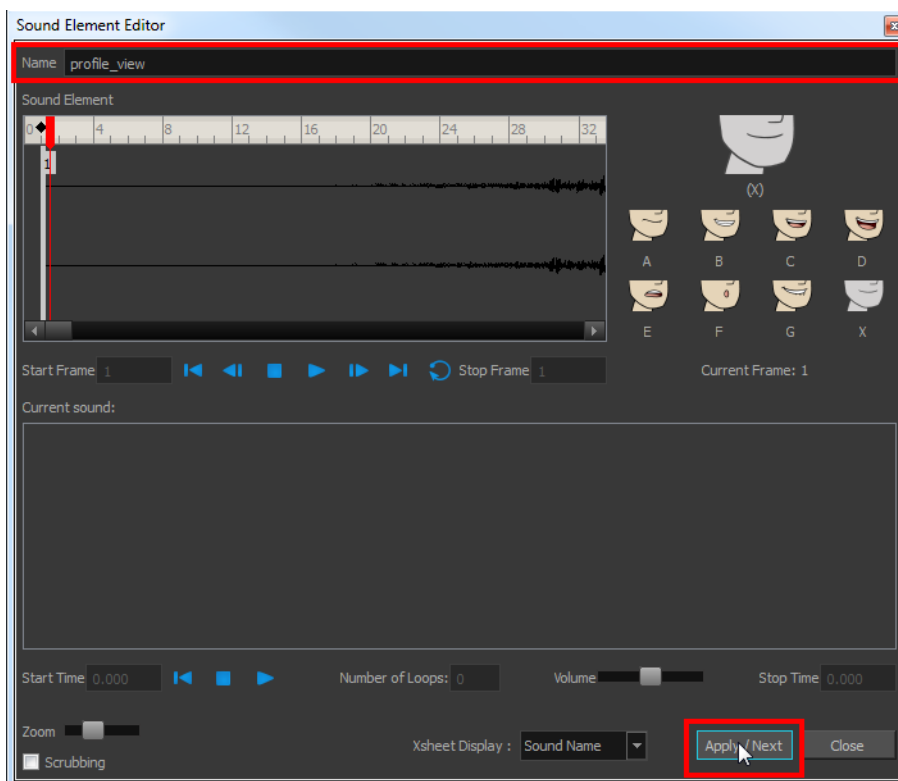 Sound Element Editor
Name profile_view
Sound Element
0 4 8 12 16 20 24 28 32
1
(X)
A B C D
E F G X
Start Frame 1 Stop Frame 1 Current Frame: 1
Current sound:
Start Time 0.000 Number of Loops: 0 Volume Stop Time 0.000
Zoom
Xsheet Display : Sound Name Apply / Next Close
Scrubbing